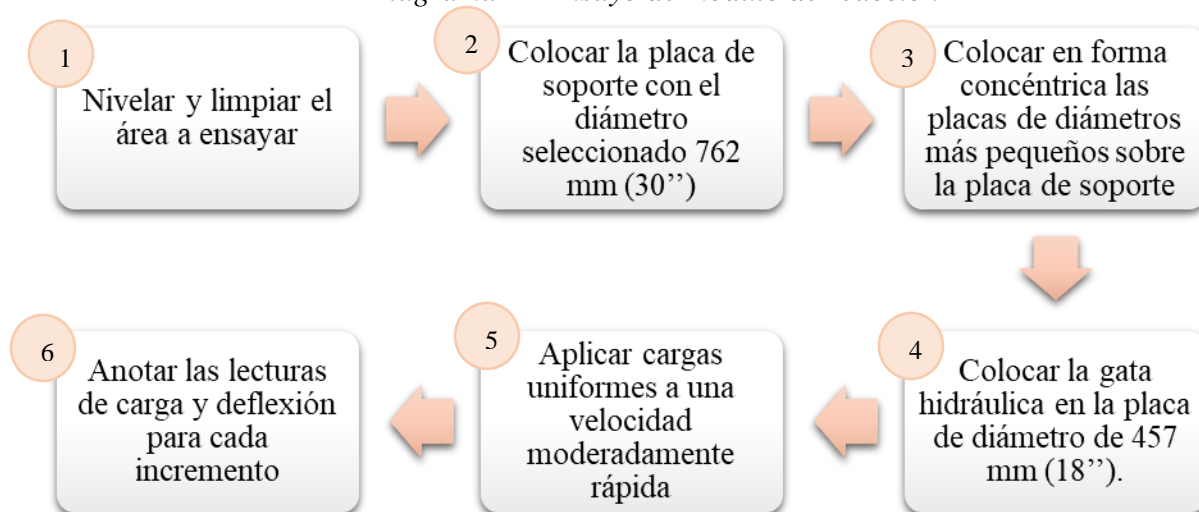 1
Nivelar y limpiar el
área a ensayar
2
Colocar la placa de
soporte con el
diámetro
seleccionado 762
mm (30’’)
3
Colocar en forma
concéntrica las
placas de diámetros
más pequeños sobre
la placa de soporte
4
Colocar la gata
hidráulica en la placa
de diámetro de 457
mm (18’’).
5
Aplicar cargas
uniformes a una
velocidad
moderadamente
rápida
6
Anotar las lecturas
de carga y deflexión
para cada
incremento